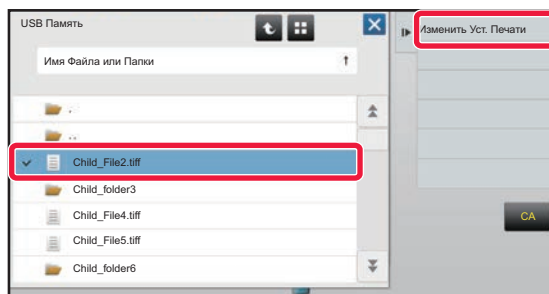 USB Память
Изменить Уст. Печати
Имя Файла или Папки
.
..
Child_File2.tiff
Child_folder3
Child_File4.tiff
Child_File5.tiff
Child_folder6
CA